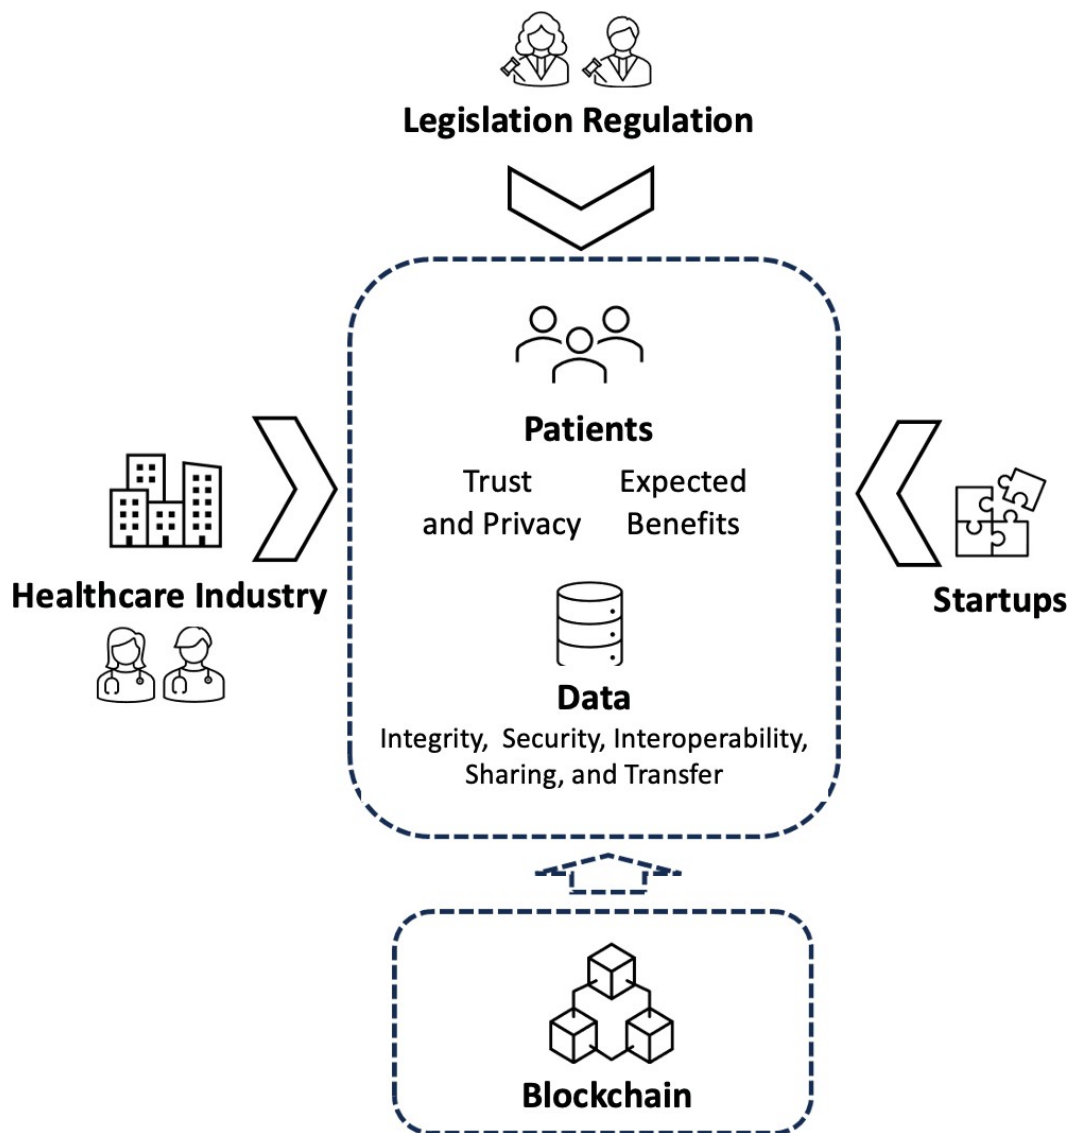 Legislation Regulation
Patients
Trust
and Privacy
Expected
Benefits
Healthcare Industry
Startups
Data
Integrity, Security, Interoperability,
Sharing, and Transfer
Blockchain